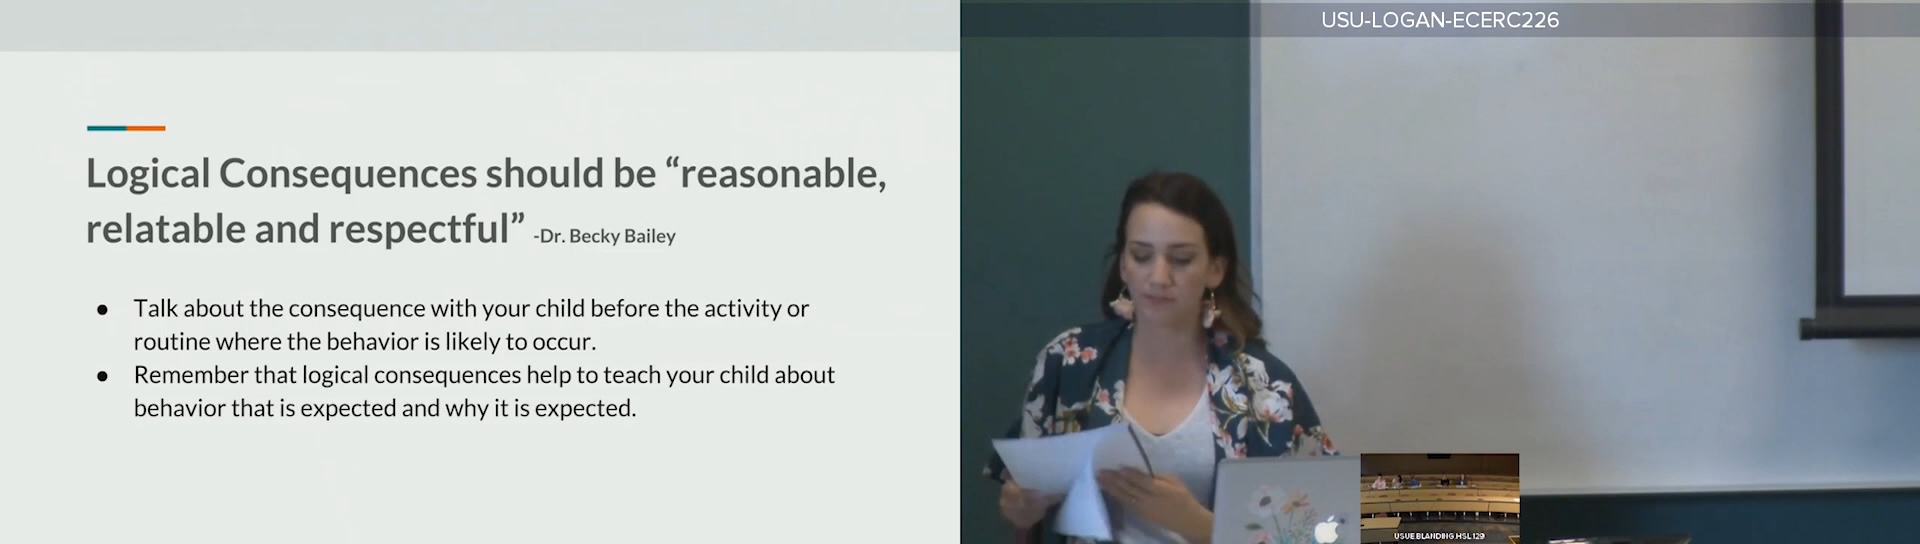 USU-LOGAN-ECERC226
Logical Consequences should be “reasonable,
relatable and respectful” -Dr. Becky Bailey
● Talk about the consequence with your child before the activity or
routine where the behavior is likely to occur.
● Remember that logical consequences help to teach your child about
behavior that is expected and why it is expected.
USUE BLANDING HSL 129